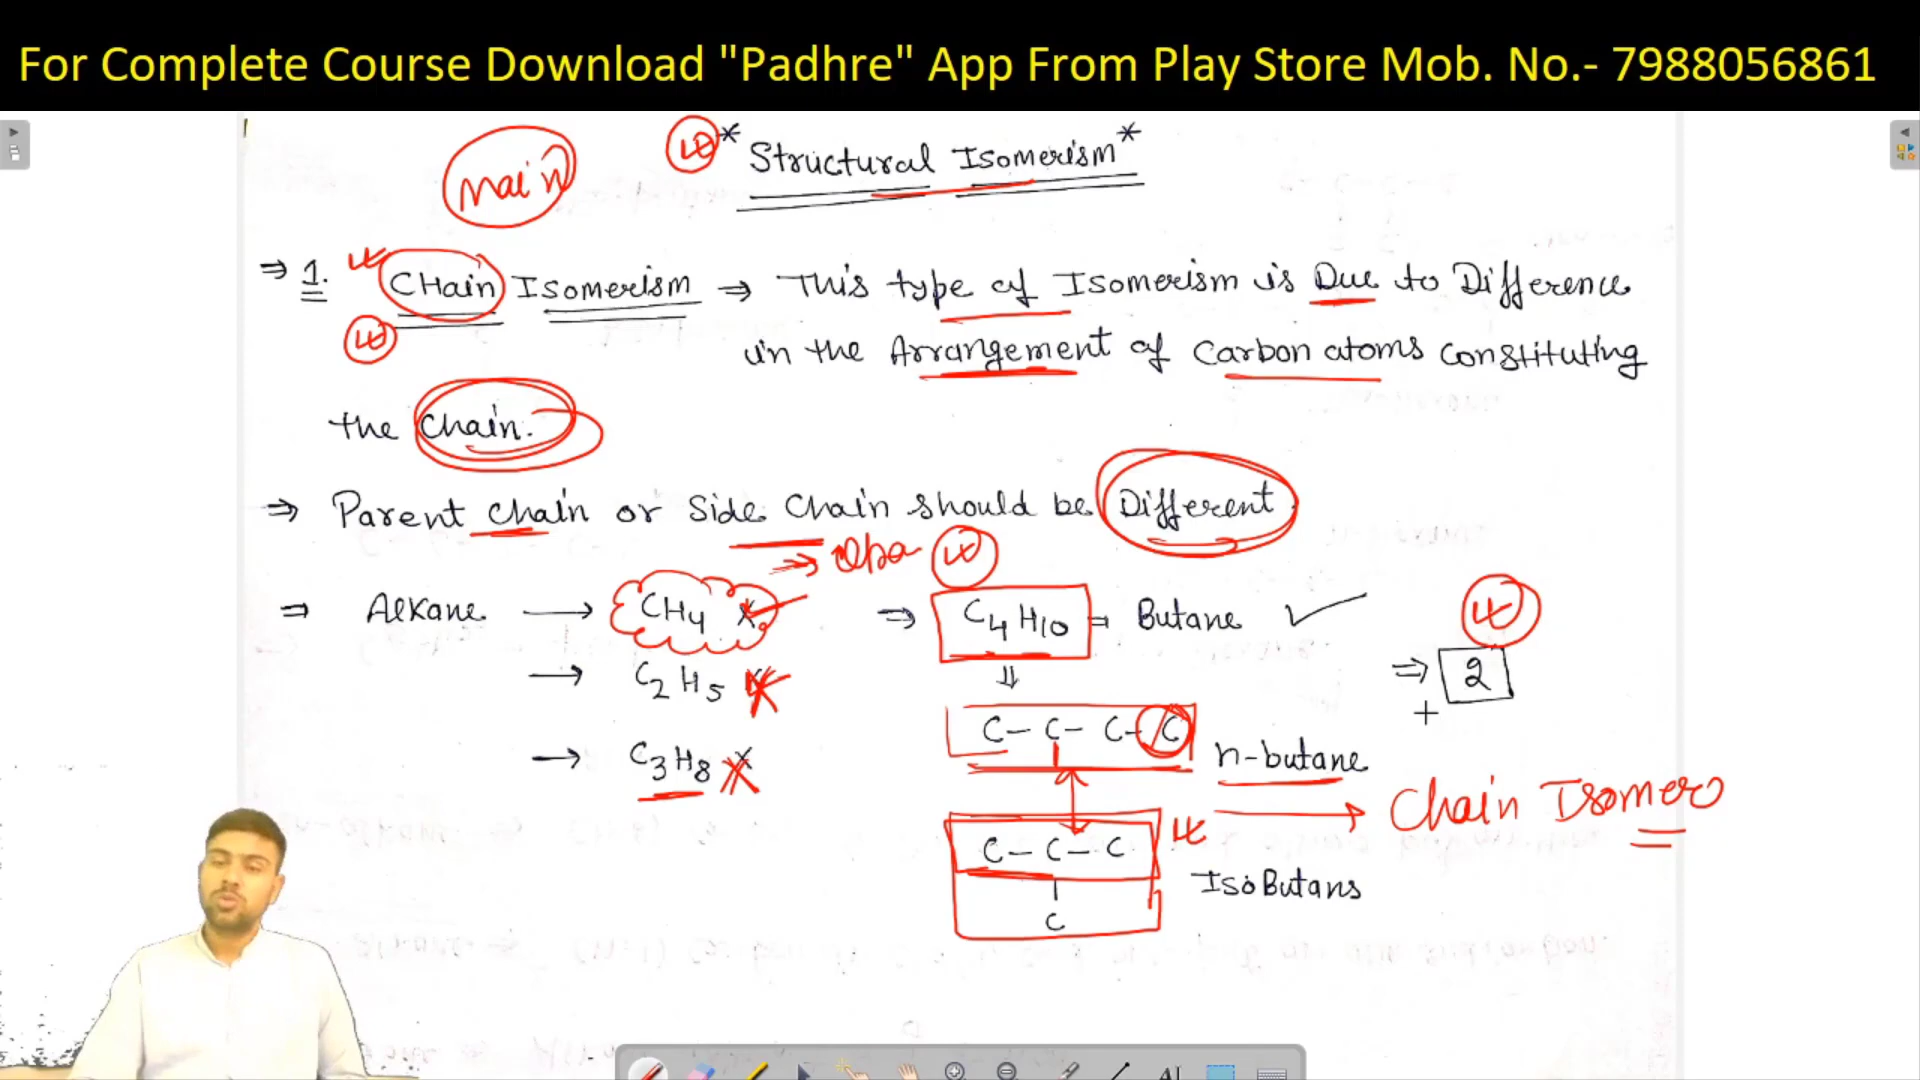 For Complete Course Download "Padhre" App From Play Store Mob. No.- 7988056861
Main
*Structural Isomerism*
⇒ 1. CHain Isomerism → This type of Isomerism is Due to Difference
in the Arrangement of Carbon atoms constituting
the Chain.
⇒ Parent chain or Side Chain should be Different
⇒ Alkane → CH4 x ⇒ C4H10 = Butane ✓
→ C2H5 x ⇒ 2
+
→ C3H8 x
C-C-C-C n-butane
→ Chain Isomero
C-C-C
IsoButans
C